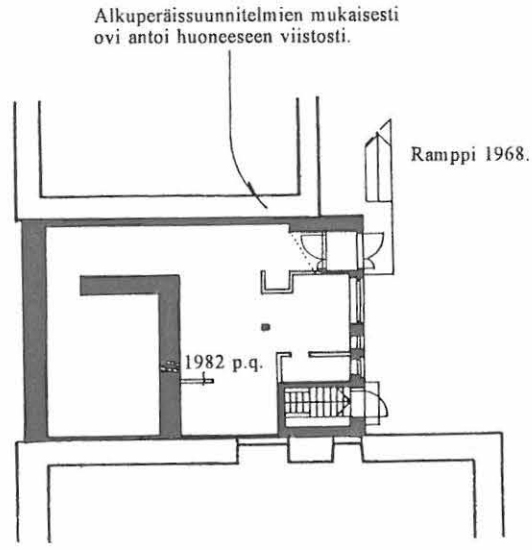 Alkuperäissuunnitelmien mukaisesti
ovi antoi huoneeseen viistosti.
Ramppi 1968.
1982 p.q.